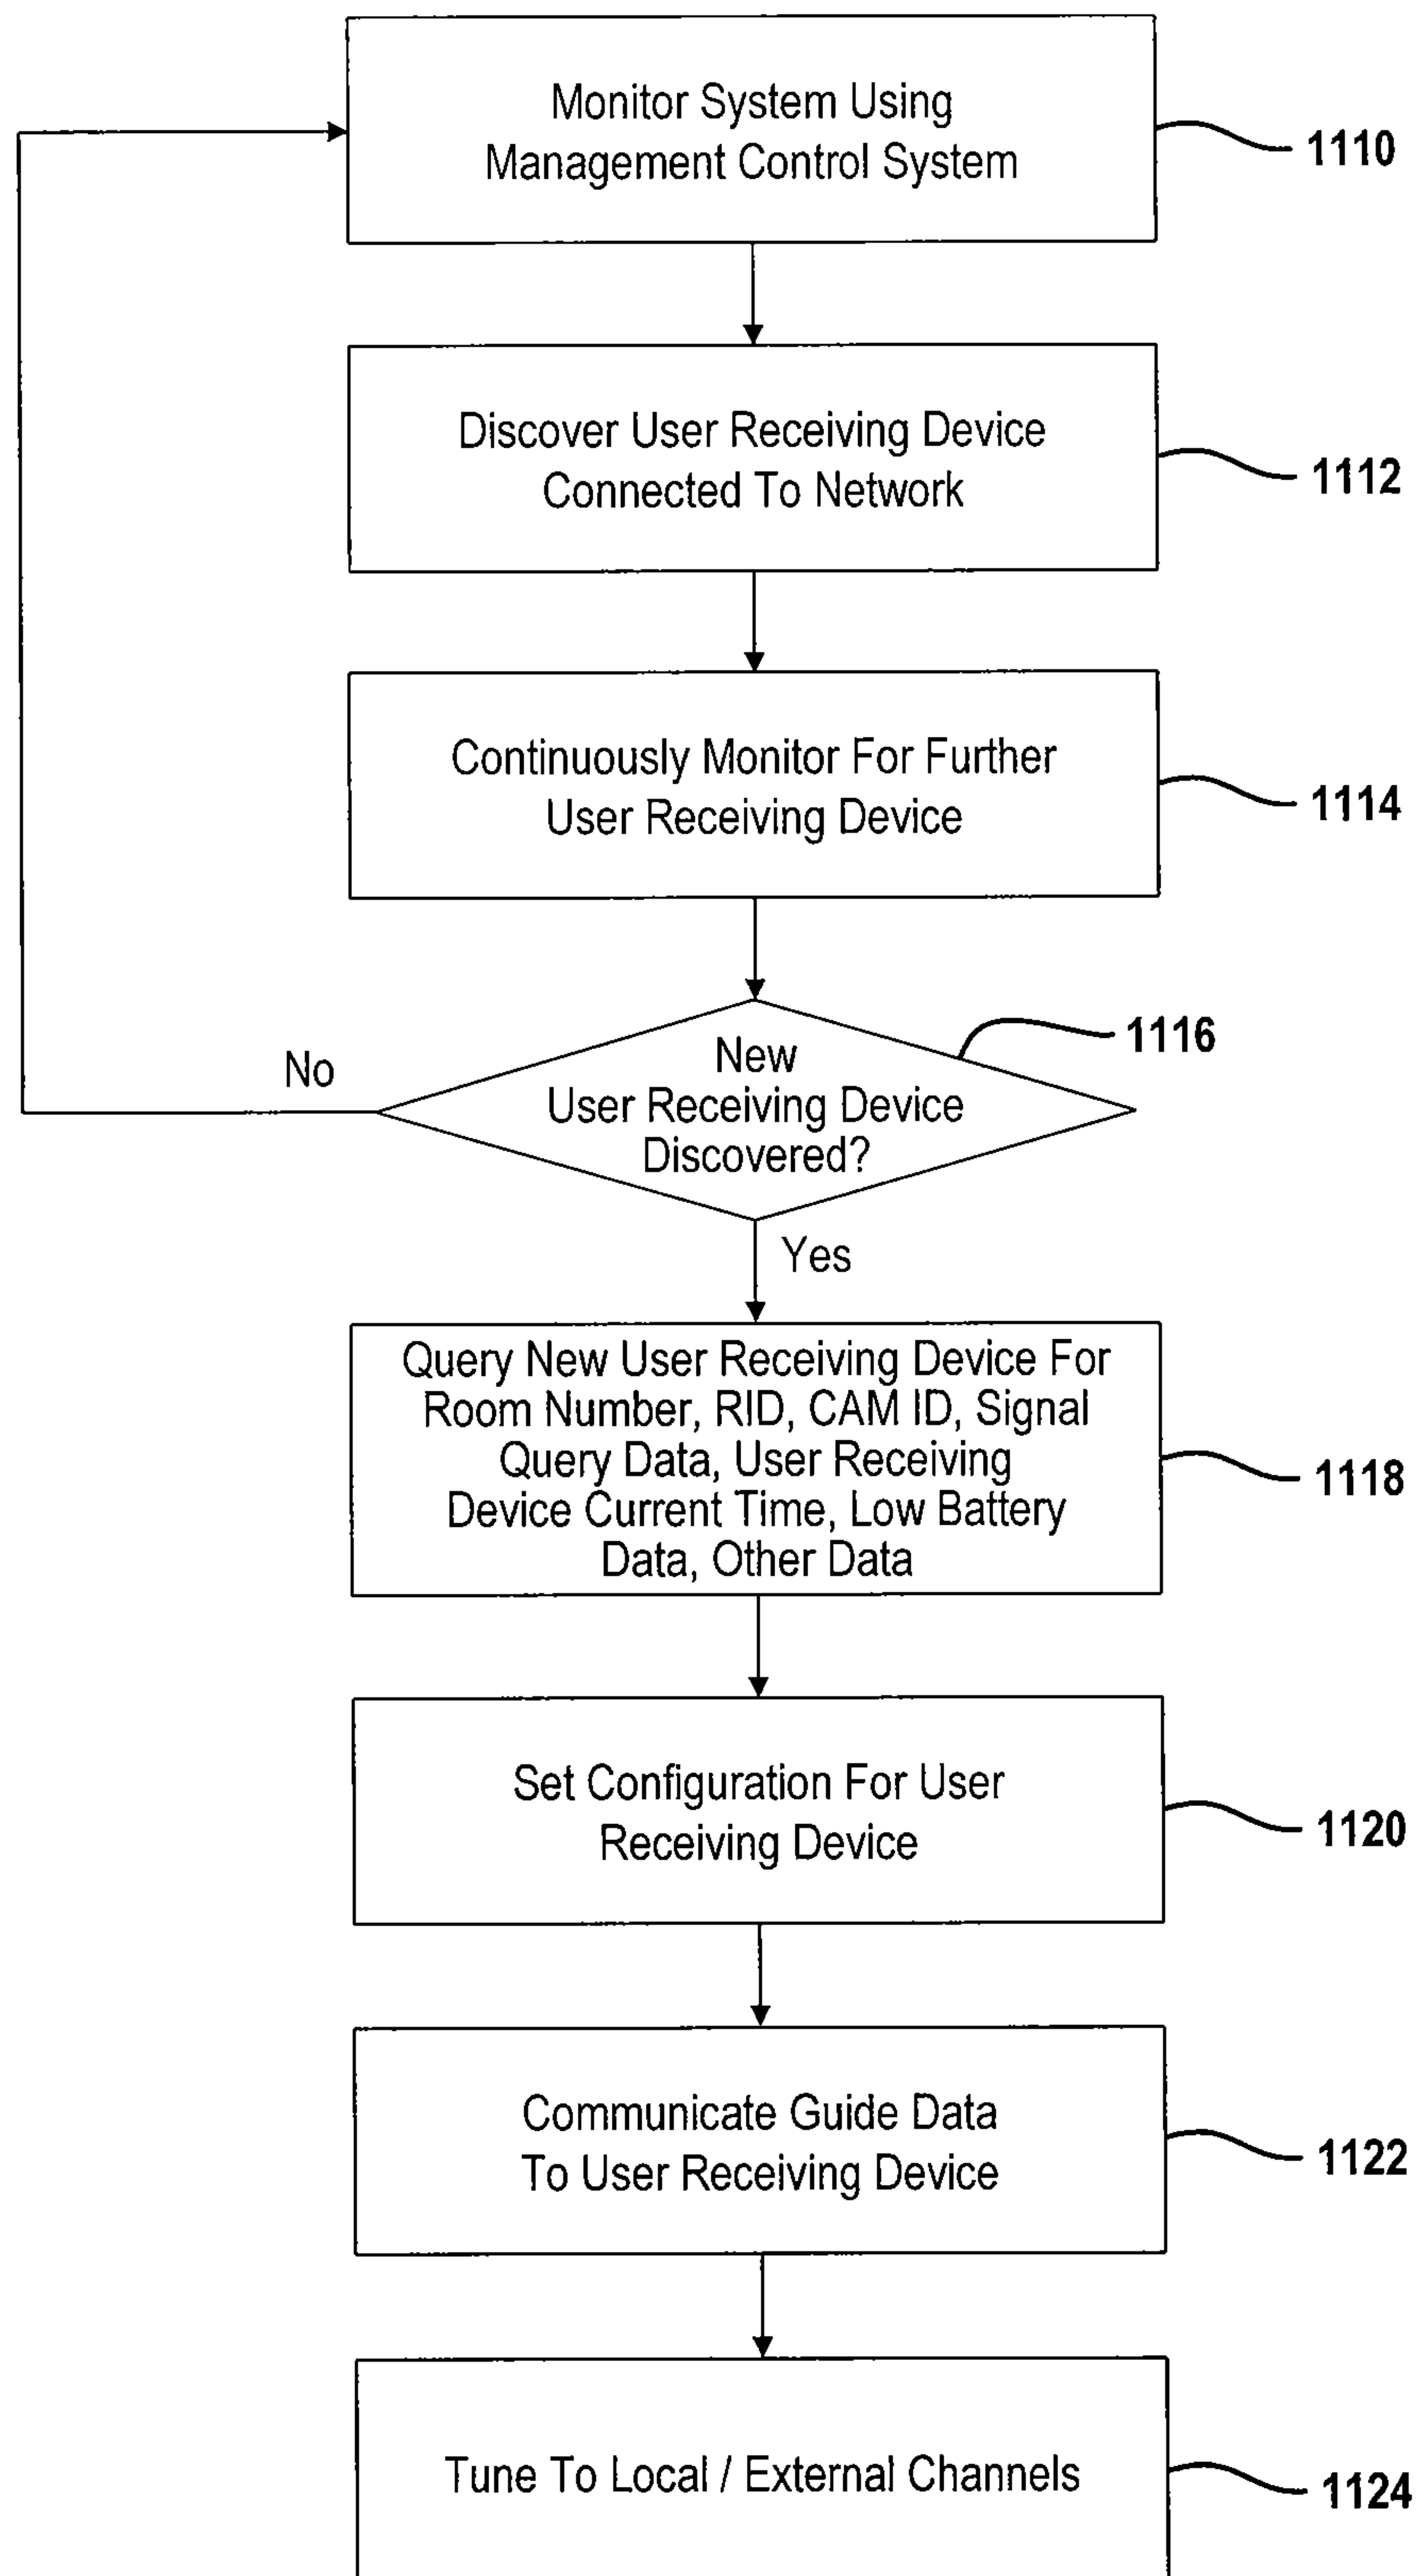 Monitor System Using
Management Control System
1110
Discover User Receiving Device
Connected To Network
1112
Continuously Monitor For Further
User Receiving Device
1114
1116
No
New
User Receiving Device
Discovered?
Yes
Query New User Receiving Device For
Room Number, RID, CAM ID, Signal
Query Data, User Receiving
Device Current Time, Low Battery
Data, Other Data
1118
Set Configuration For User
Receiving Device
1120
Communicate Guide Data
To User Receiving Device
1122
Tune To Local / External Channels
1124